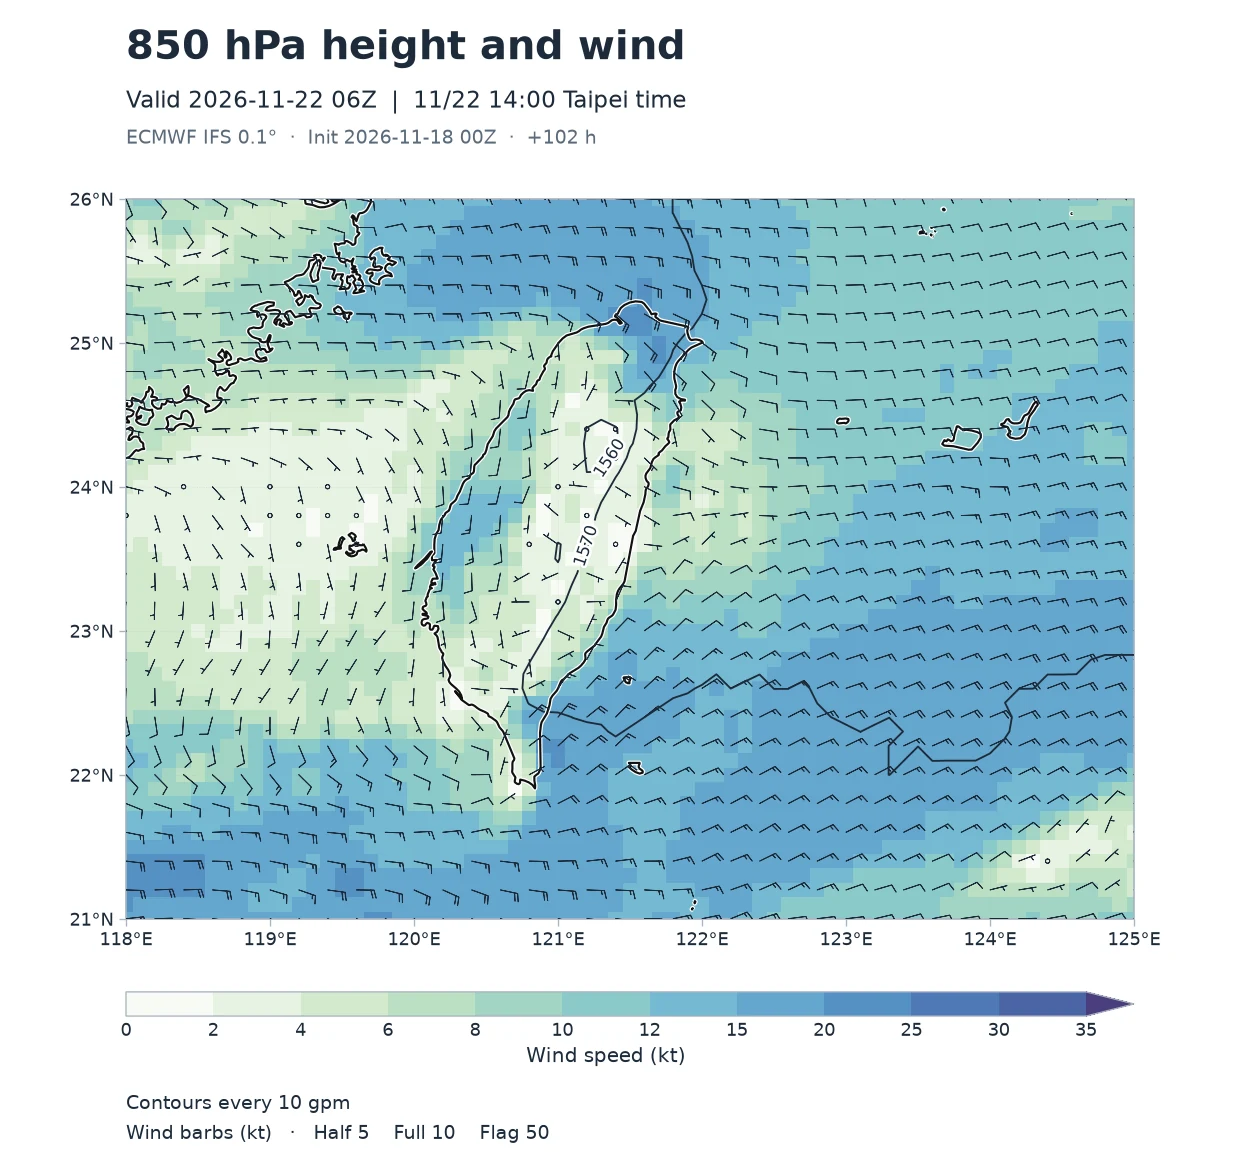 850 hPa height and wind
Valid 2026-11-22 06Z  |  11/22 14:00 Taipei time
ECMWF IFS 0.1°  ·  Init 2026-11-18 00Z  ·  +102 h
26°N
25°N
24°N
23°N
22°N
21°N
1560
1570
118°E 119°E 120°E 121°E 122°E 123°E 124°E 125°E
0 2 4 6 8 10 12 15 20 25 30 35
Wind speed (kt)
Contours every 10 gpm
Wind barbs (kt)  ·  Half 5  Full 10  Flag 50